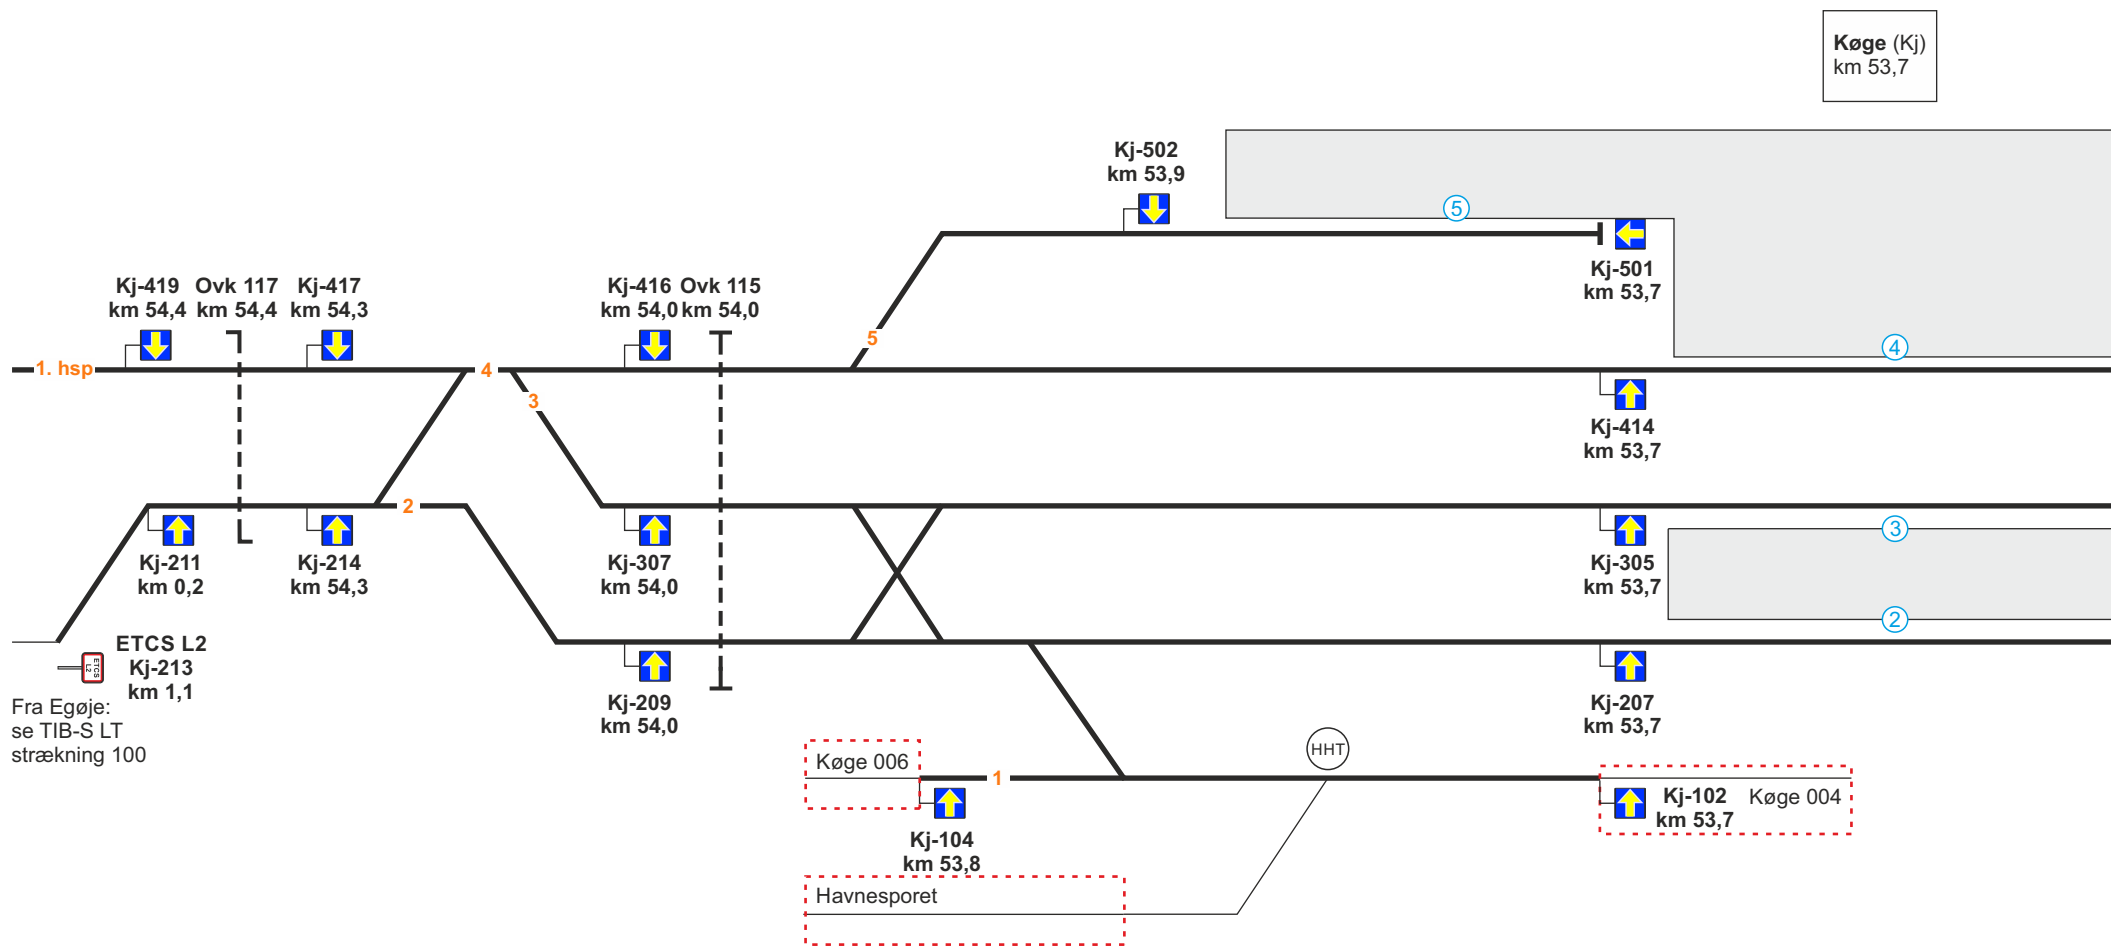 Køge (Kj)
km 53,7
Kj-502
km 53,9
5
Kj-501
km 53,7
Kj-419
km 54,4
Ovk 117
km 54,4
Kj-417
km 54,3
Kj-416
km 54,0
Ovk 115
km 54,0
5
4
1. hsp
4
3
Kj-414
km 53,7
2
Kj-211
km 0,2
Kj-214
km 54,3
Kj-307
km 54,0
Kj-305
km 53,7
3
2
ETCS L2
Kj-213
km 1,1
ETCS
L2
Fra Egøje:
se TIB-S LT
strækning 100
Kj-209
km 54,0
Kj-207
km 53,7
HHT
Køge 006
1
Kj-104
km 53,8
Kj-102
km 53,7
Køge 004
Havnesporet